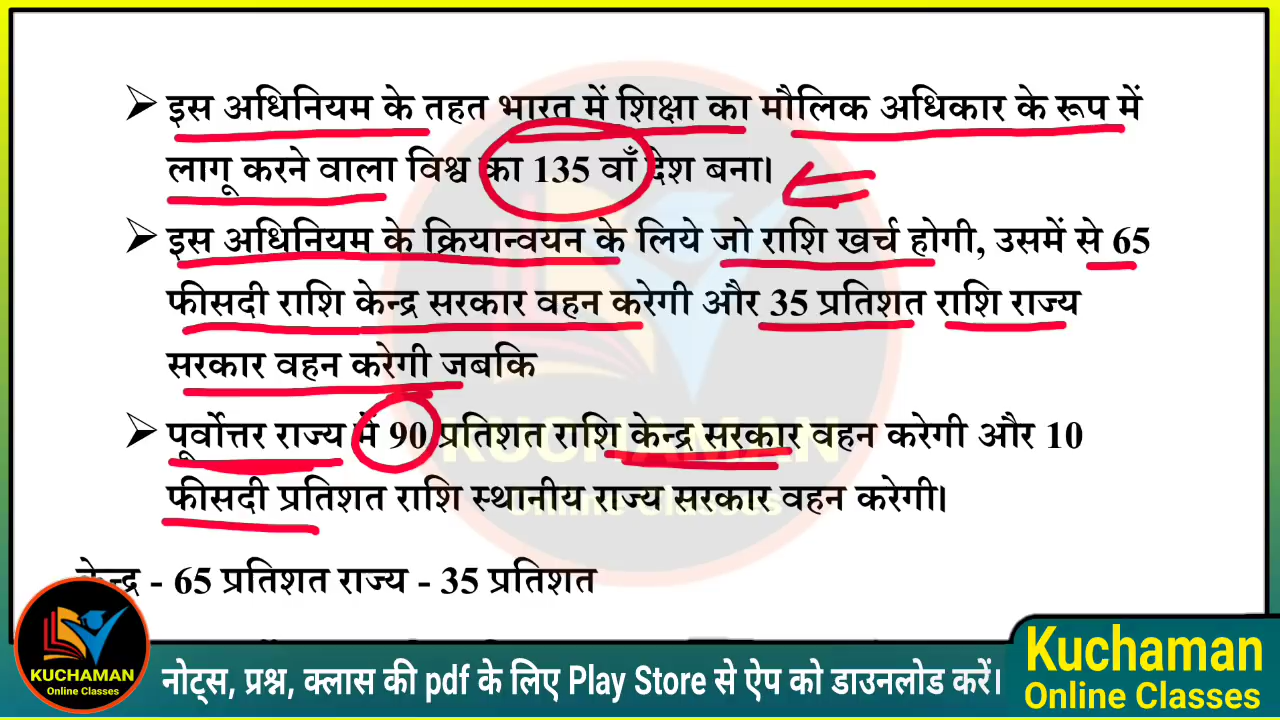 ➤ इस अधिनियम के तहत भारत में शिक्षा का मौलिक अधिकार के रूप में
लागू करने वाला विश्व का 135 वाँ देश बना।
➤ इस अधिनियम के क्रियान्वयन के लिये जो राशि खर्च होगी, उसमें से 65
फीसदी राशि केन्द्र सरकार वहन करेगी और 35 प्रतिशत राशि राज्य
सरकार वहन करेगी जबकि
➤ पूर्वोत्तर राज्य में 90 प्रतिशत राशि केन्द्र सरकार वहन करेगी और 10
फीसदी प्रतिशत राशि स्थानीय राज्य सरकार वहन करेगी।
KUCHAMAN
Online Classes
केन्द्र - 65 प्रतिशत राज्य - 35 प्रतिशत
KUCHAMAN
Online Classes
नोट्स, प्रश्न, क्लास की pdf के लिए Play Store से ऐप को डाउनलोड करें।
Kuchaman
Online Classes